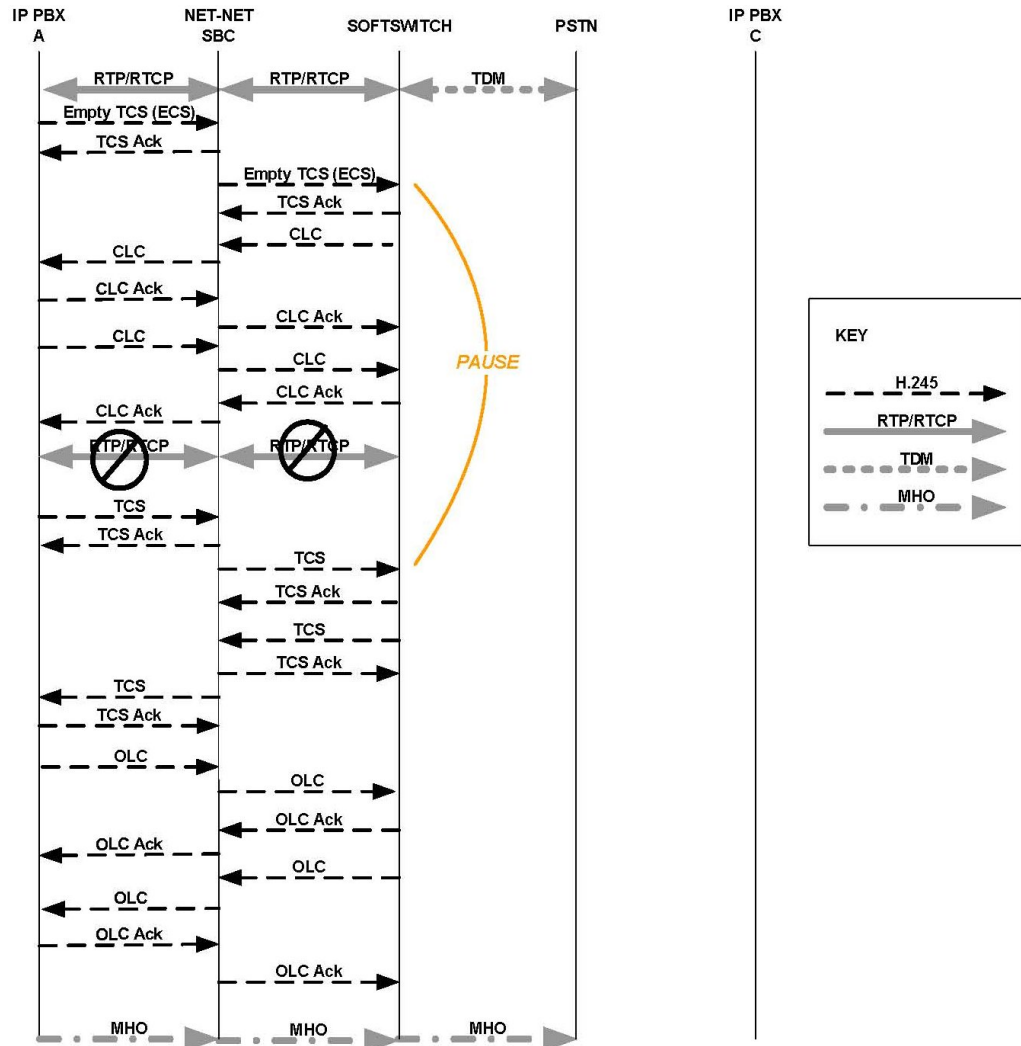 IP PBX
A
NET-NET
SBC
SOFTSWITCH
PSTN
IP PBX
C
RTP/RTCP
RTP/RTCP
TDM
Empty TCS (ECS)
TCS Ack
Empty TCS (ECS)
TCS Ack
CLC
CLC
CLC Ack
CLC Ack
CLC
CLC
PAUSE
CLC Ack
CLC Ack
RTP/RTCP
RTP/RTCP
TCS
TCS Ack
TCS
TCS Ack
TCS
TCS Ack
TCS
TCS Ack
OLC
OLC
OLC Ack
OLC Ack
OLC
OLC
OLC Ack
OLC Ack
MHO
MHO
MHO
KEY
H.245
RTP/RTCP
TDM
MHO